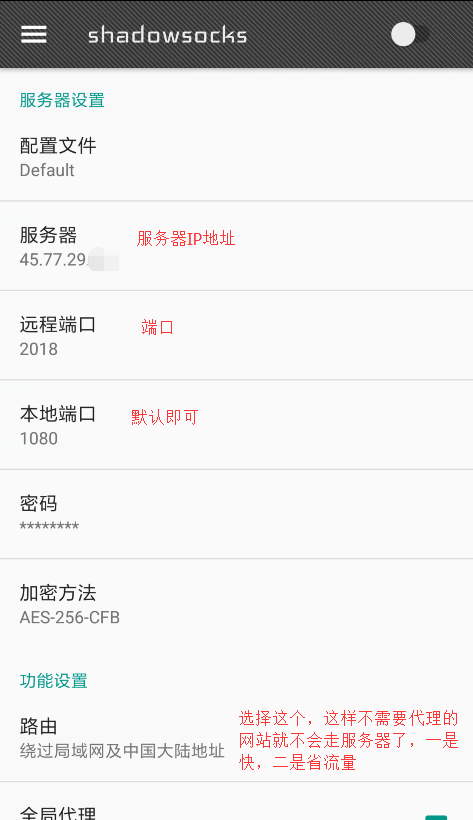 shadowsocks
服务器设置
配置文件
Default
服务器
服务器IP地址
45.77.29.
远程端口
端口
2018
本地端口
默认即可
1080
密码
********
加密方法
AES-256-CFB
功能设置
路由
绕过局域网及中国大陆地址
选择这个，这样不需要代理的
网站就不会走服务器了，一是
快，二是省流量
全局代理